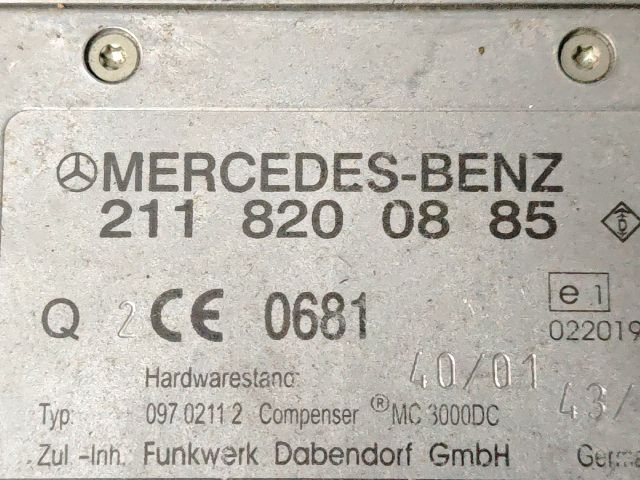 MERCEDES-BENZ
211 820 08 85
D
Q 2 CE 0681 e1
022019
Hardwarestand 40/01
Typ: 097 0211 2 Compenser ® MC 3000DC 43/
Zul.-Inh. Funkwerk Dabendorf GmbH